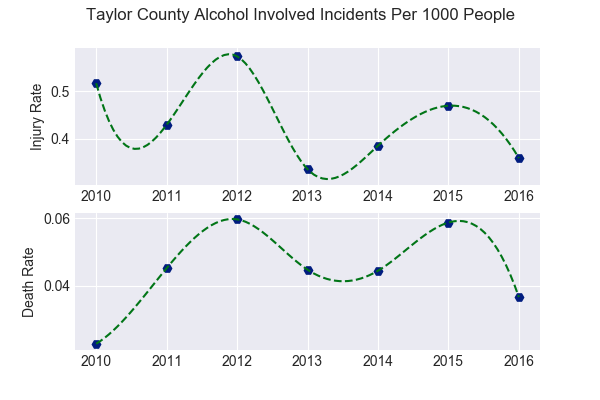 Taylor County Alcohol Involved Incidents Per 1000 People
Injury Rate
0.5
0.4
2010 2011 2012 2013 2014 2015 2016
Death Rate
0.06
0.04
2010 2011 2012 2013 2014 2015 2016